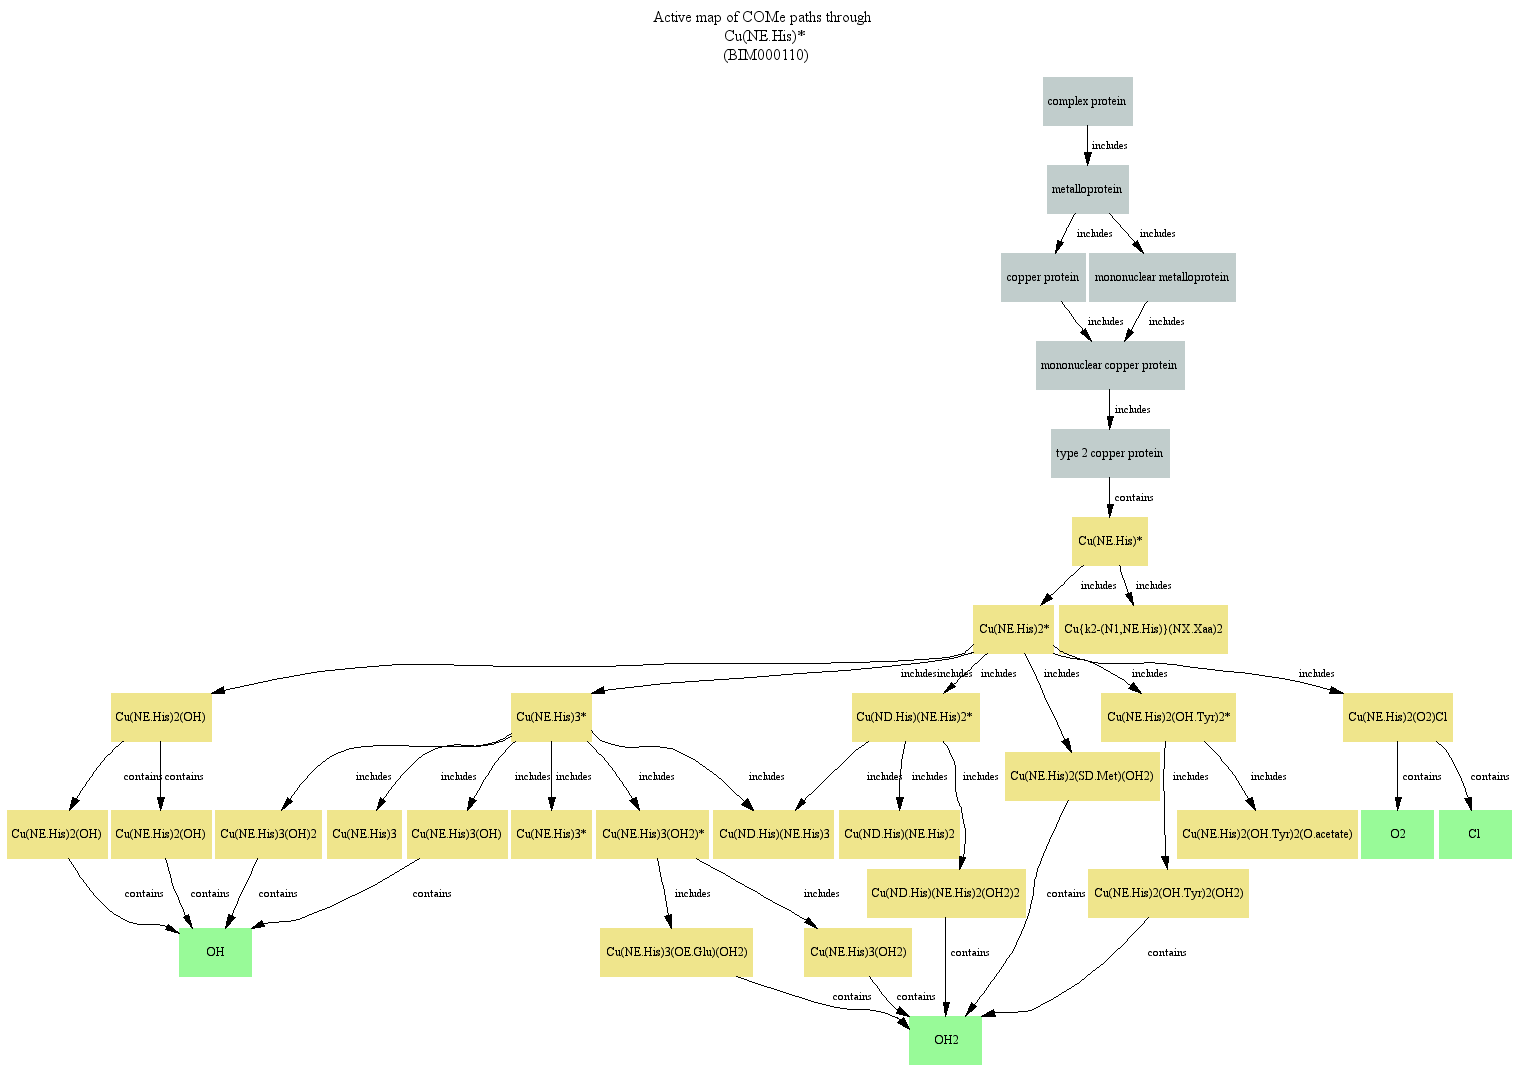 Active map of COMe paths through
Cu(NE.His)*
(BIM000110)
complex protein
includes
metalloprotein
includes
includes
copper protein
mononuclear metalloprotein
includes
includes
mononuclear copper protein
includes
type 2 copper protein
contains
Cu(NE.His)*
includes
includes
Cu(NE.His)2*
Cu{k2-(N1,NE.His)}(NX.Xaa)2
includes
includes
includes
includes
includes
includes
Cu(NE.His)2(OH)
Cu(NE.His)3*
Cu(ND.His)(NE.His)2*
Cu(NE.His)2(OH.Tyr)2*
Cu(NE.His)2(O2)Cl
contains
contains
includes
includes
includes
includes
includes
includes
includes
includes
includes
Cu(NE.His)2(SD.Met)(OH2)
includes
includes
contains
contains
Cu(NE.His)2(OH)
Cu(NE.His)2(OH)
Cu(NE.His)3(OH)2
Cu(NE.His)3
Cu(NE.His)3(OH)
Cu(NE.His)3*
Cu(NE.His)3(OH2)*
Cu(ND.His)(NE.His)3
Cu(ND.His)(NE.His)2
Cu(NE.His)2(OH.Tyr)2(O.acetate)
O2
Cl
contains
contains
contains
contains
includes
includes
Cu(ND.His)(NE.His)2(OH2)2
contains
Cu(NE.His)2(OH.Tyr)2(OH2)
OH
Cu(NE.His)3(OE.Glu)(OH2)
Cu(NE.His)3(OH2)
contains
contains
contains
contains
OH2